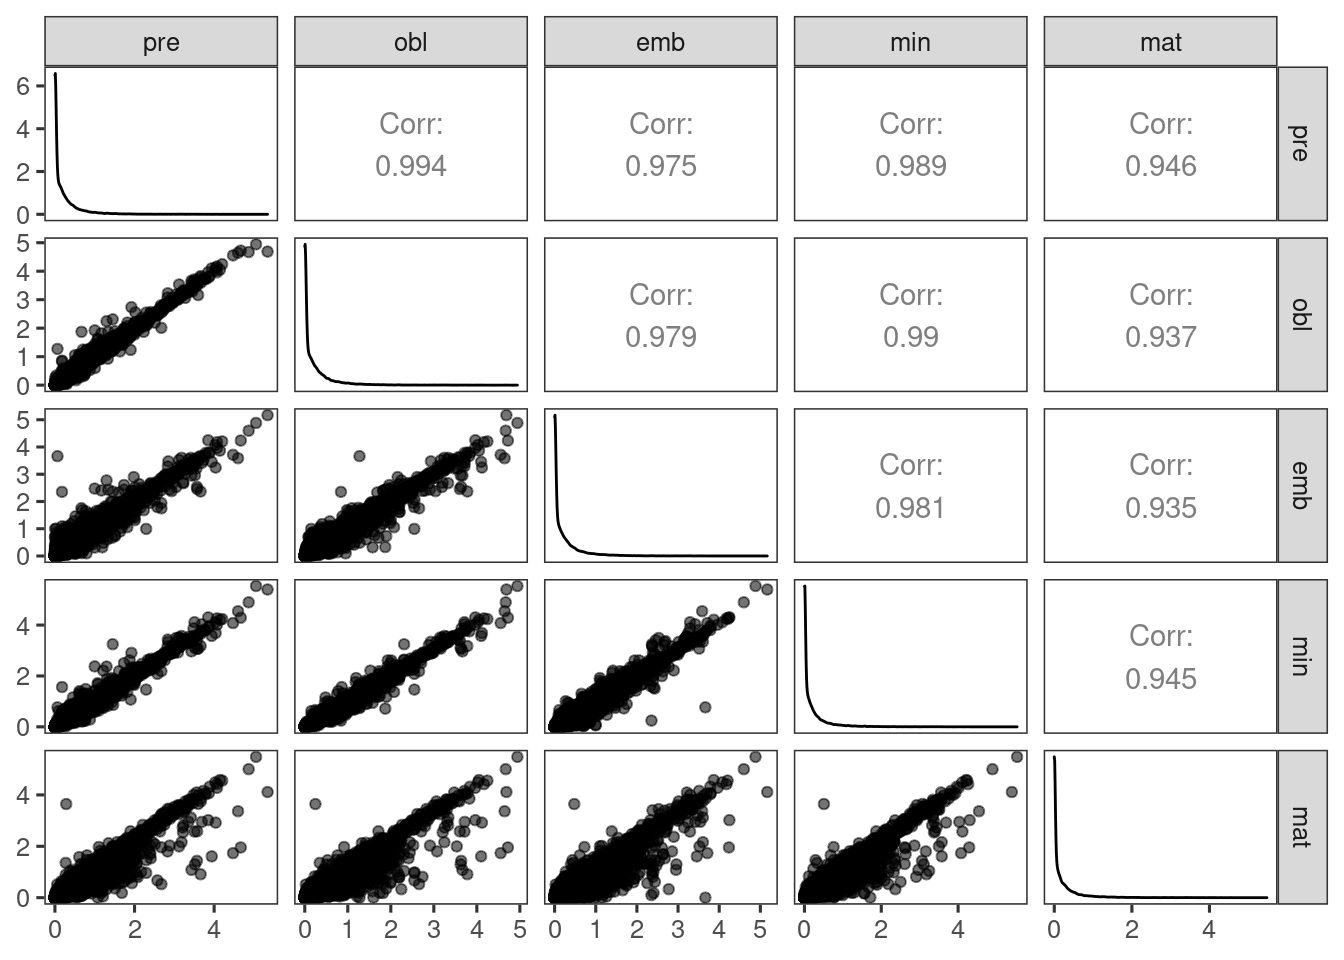 pre obl emb min mat
6
4
2
0
Corr:
0.994
Corr:
0.975
Corr:
0.989
Corr:
0.946
pre
5
4
3
2
1
0
Corr:
0.979
Corr:
0.99
Corr:
0.937
obl
5
4
3
2
1
0
Corr:
0.981
Corr:
0.935
emb
4
2
0
Corr:
0.945
min
4
2
0
mat
0 2 4 0 1 2 3 4 5 0 1 2 3 4 5 0 2 4 0 2 4